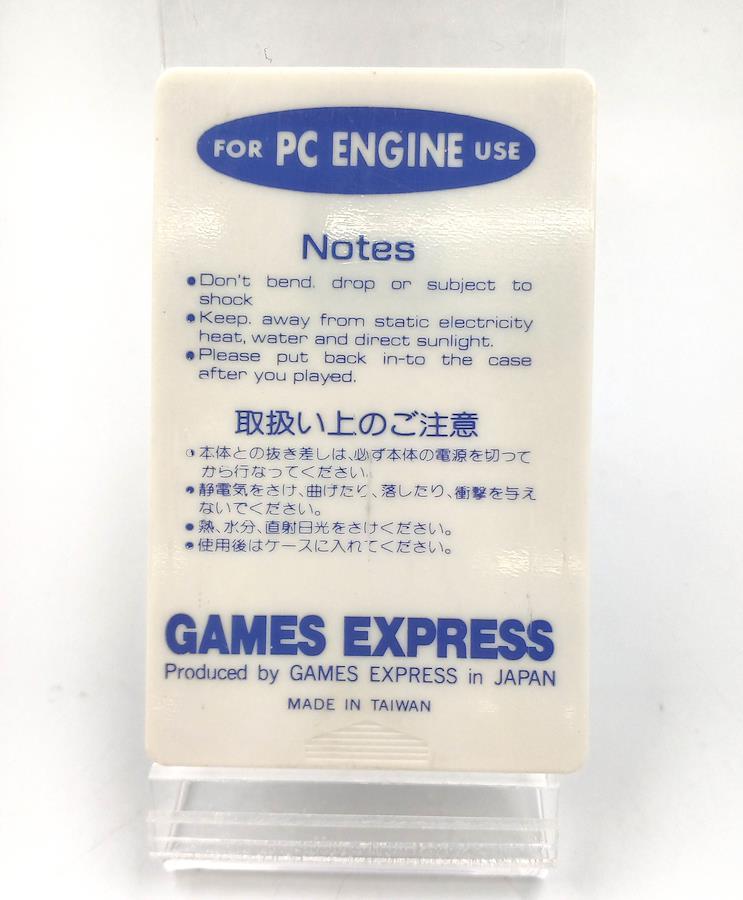 FOR PC ENGINE USE
Notes
●Don't bend. drop or subject to
shock
●Keep. away from static electricity
heat, water and direct sunlight.
●Please put back in-to the case
after you played.
取扱い上のご注意
●本体との抜き差しは、必ず本体の電源を切って
から行なってください。
●静電気をさけ、曲げたり、落したり、衝撃を与え
ないでください。
●熱、水分、直射日光をさけください。
●使用後はケースに入れてください。
GAMES EXPRESS
Produced by GAMES EXPRESS in JAPAN
MADE IN TAIWAN